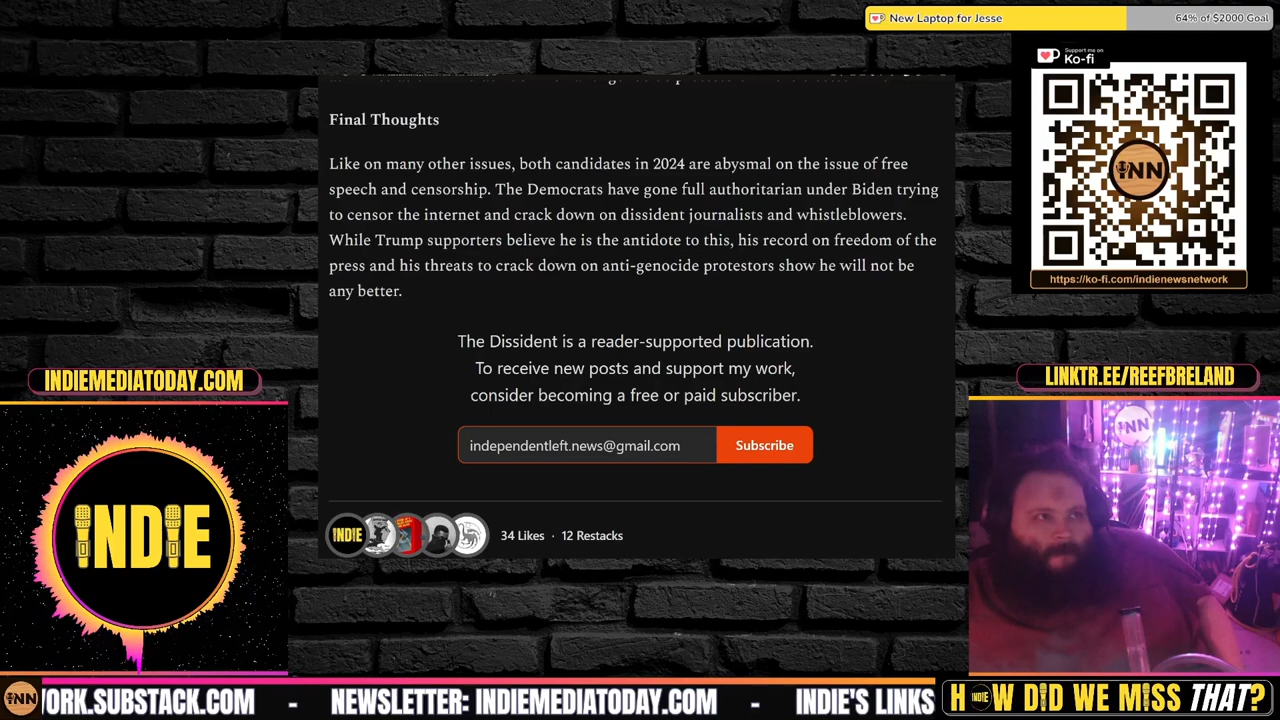 New Laptop for Jesse
64% of $2000 Goal
Support me on
Ko-fi
INN
https://ko-fi.com/indienewsnetwork
Final Thoughts
Like on many other issues, both candidates in 2024 are abysmal on the issue of free
speech and censorship. The Democrats have gone full authoritarian under Biden trying
to censor the internet and crack down on dissident journalists and whistleblowers.
While Trump supporters believe he is the antidote to this, his record on freedom of the
press and his threats to crack down on anti-genocide protestors show he will not be
any better.
The Dissident is a reader-supported publication.
To receive new posts and support my work,
consider becoming a free or paid subscriber.
independentleft.news@gmail.com
Subscribe
INDIE
34 Likes · 12 Restacks
INDIEMEDIATODAY.COM
INDIE
LINKTR.EE/REEFBRELAND
INN
INN
WORK.SUBSTACK.COM - NEWSLETTER: INDIEMEDIATODAY.COM - INDIE'S LINKS
HOW DID WE MISS THAT?